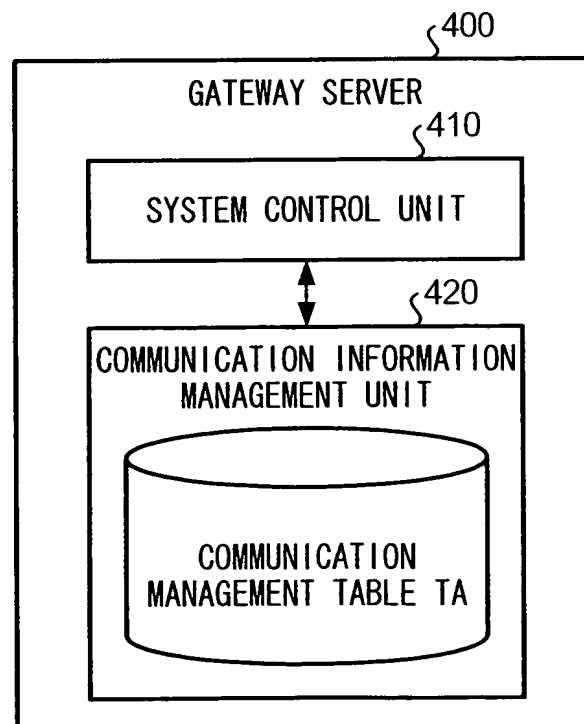 400
GATEWAY SERVER
410
SYSTEM CONTROL UNIT
420
COMMUNICATION INFORMATION
MANAGEMENT UNIT
COMMUNICATION
MANAGEMENT TABLE TA